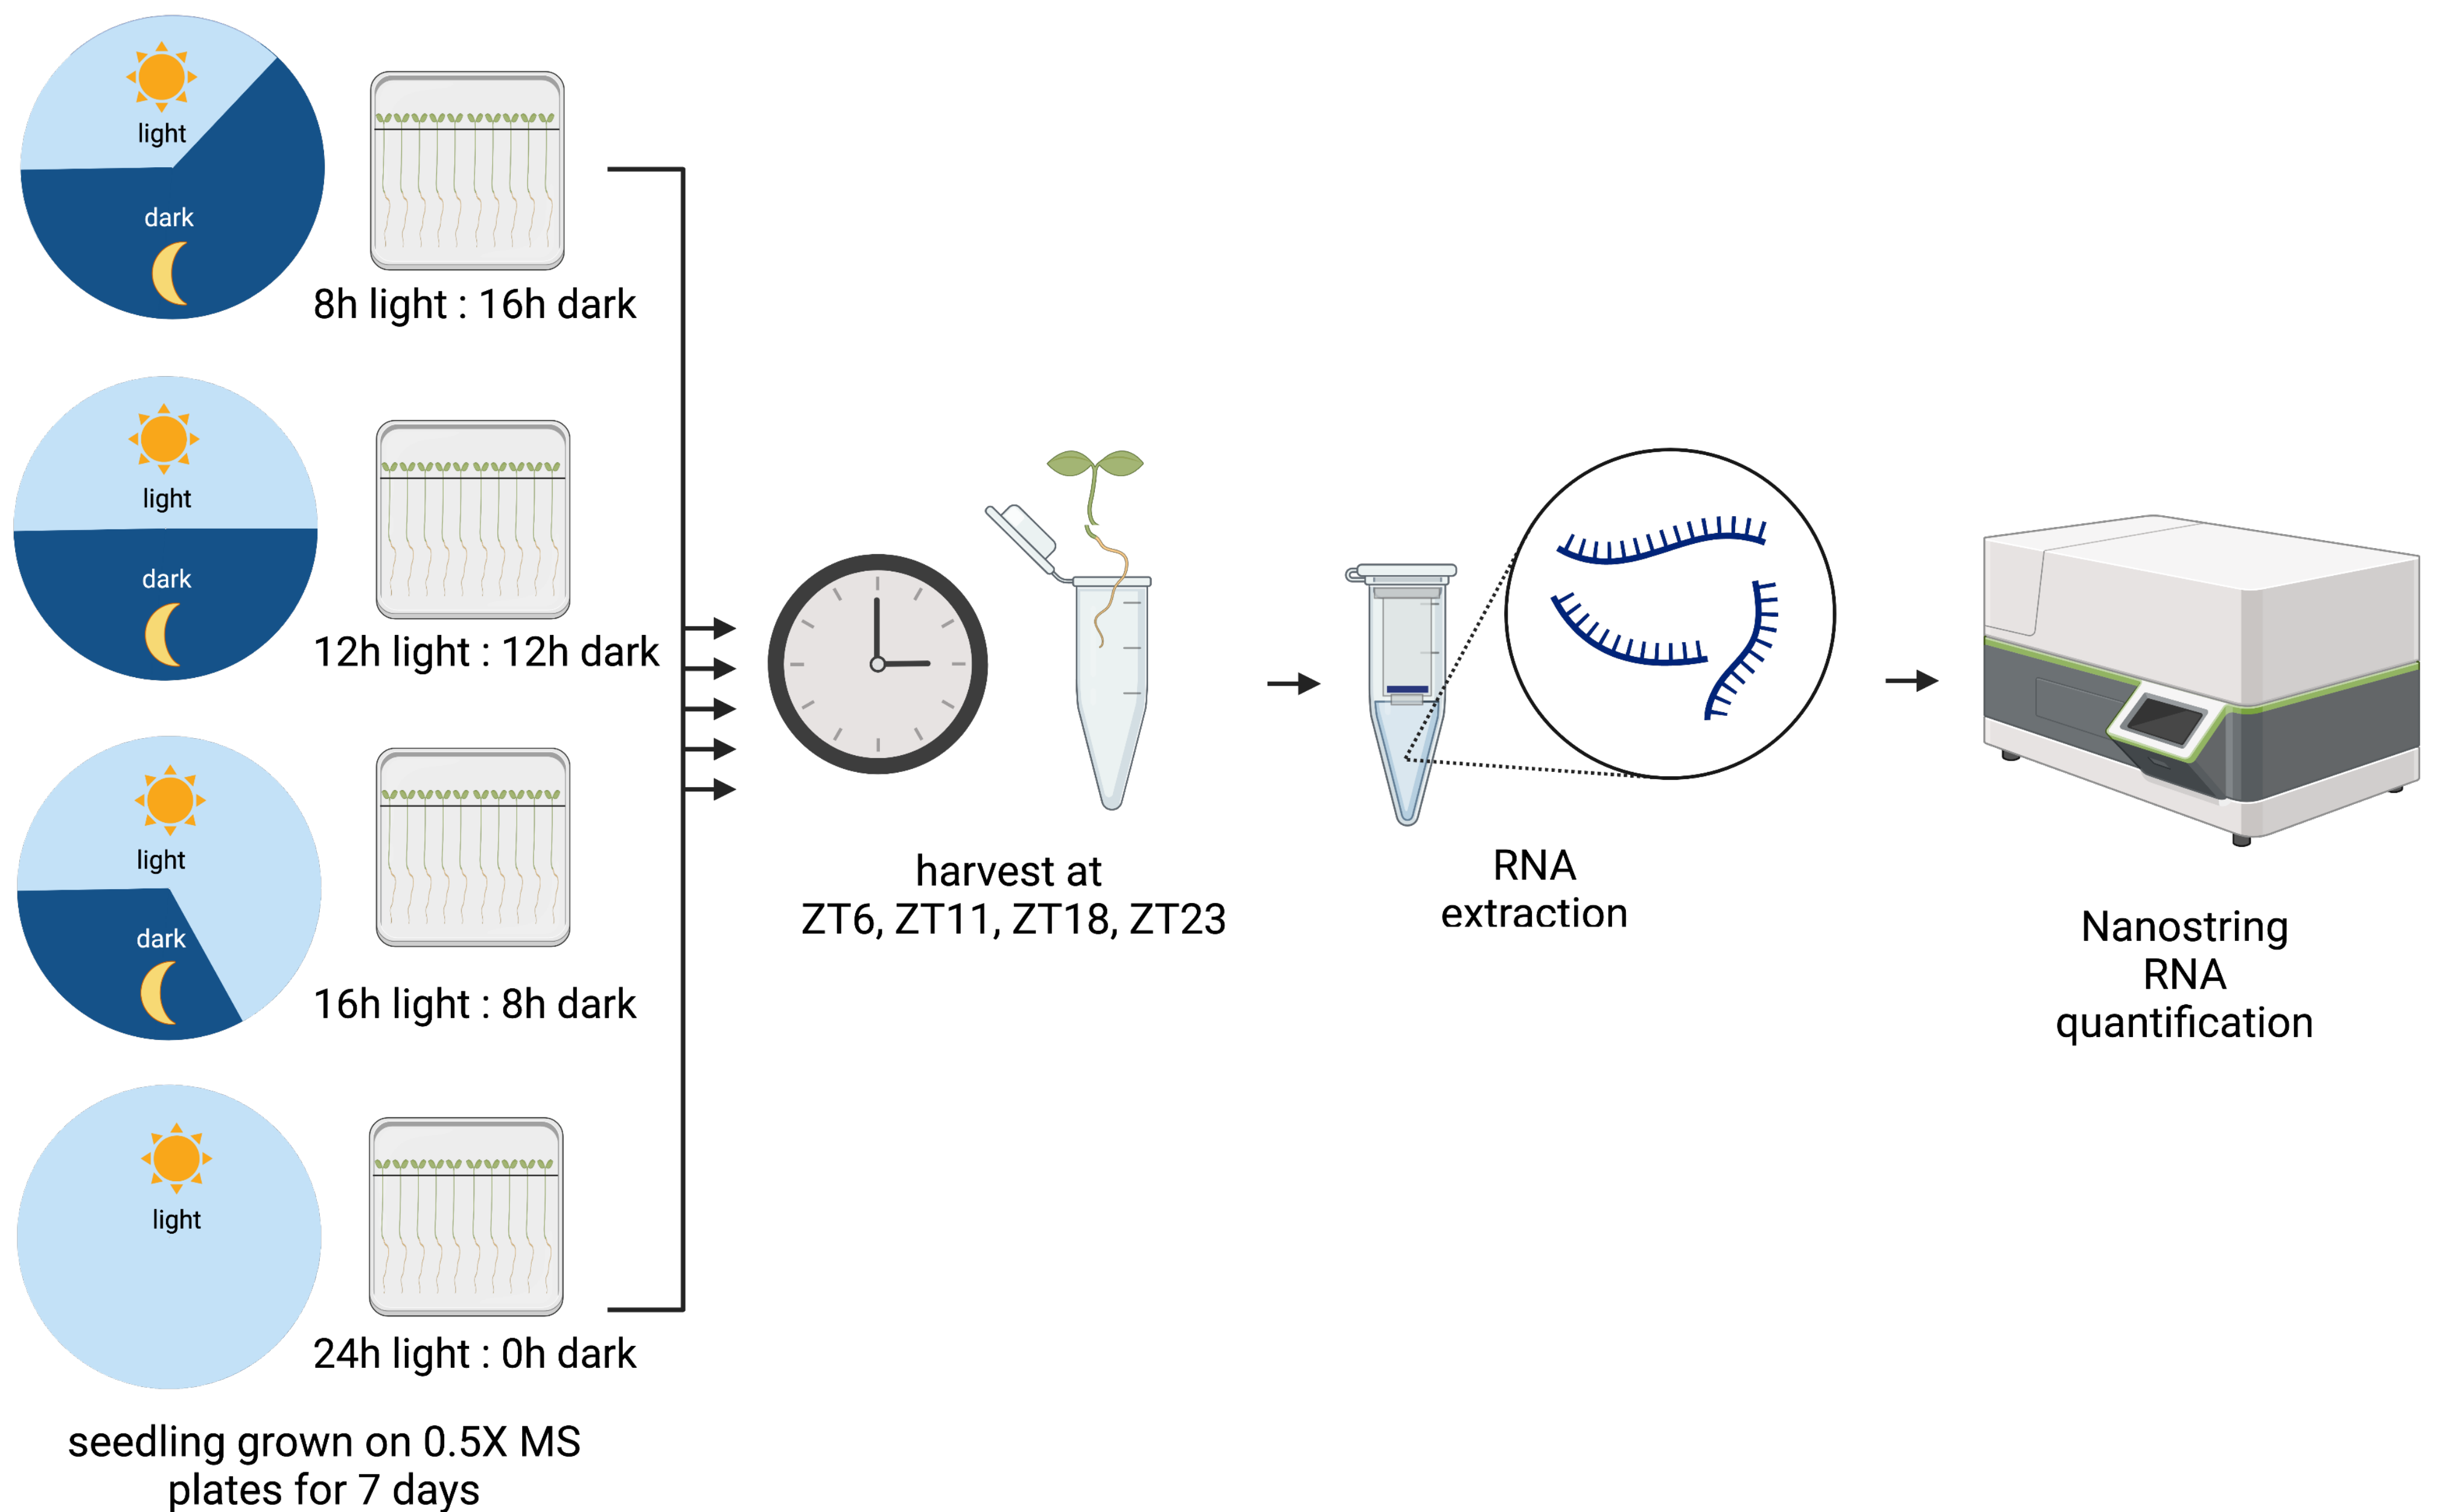 light
dark
8h light : 16h dark
light
dark
12h light : 12h dark
light
dark
16h light : 8h dark
light
24h light : 0h dark
seedling grown on 0.5X MS
plates for 7 days
harvest at
ZT6, ZT11, ZT18, ZT23
RNA
extraction
Nanostring
RNA
quantification